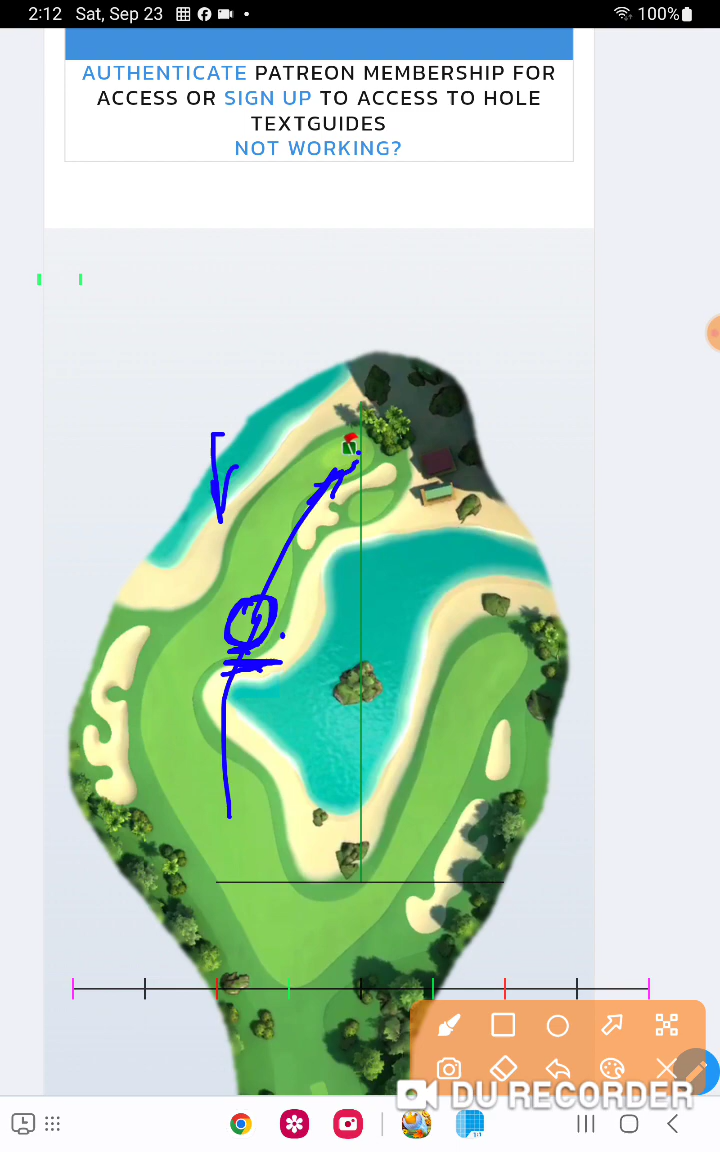 2:12 Sat, Sep 23 100%
AUTHENTICATE PATREON MEMBERSHIP FOR
ACCESS OR SIGN UP TO ACCESS TO HOLE
TEXTGUIDES
NOT WORKING?
DU RECORDER